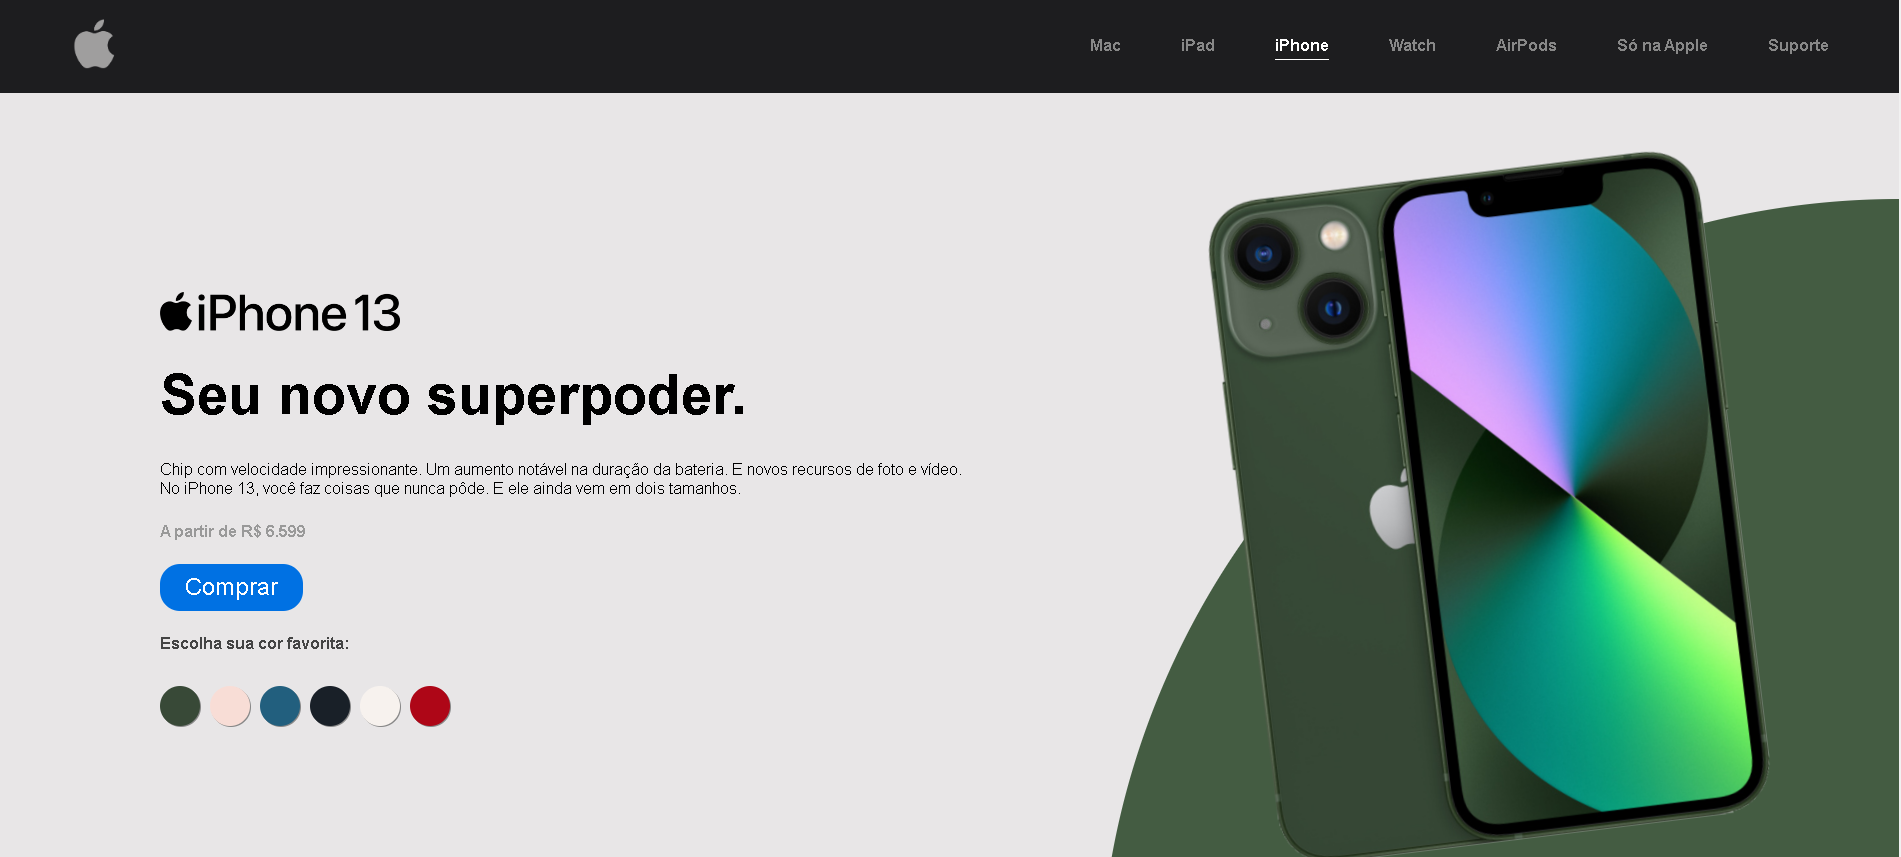 Mac iPad iPhone Watch AirPods Só na Apple Suporte
iPhone 13
Seu novo superpoder.
Chip com velocidade impressionante. Um aumento notável na duração da bateria. E novos recursos de foto e vídeo.
No iPhone 13, você faz coisas que nunca pôde. E ele ainda vem em dois tamanhos.
A partir de R$ 6.599
Comprar
Escolha sua cor favorita: